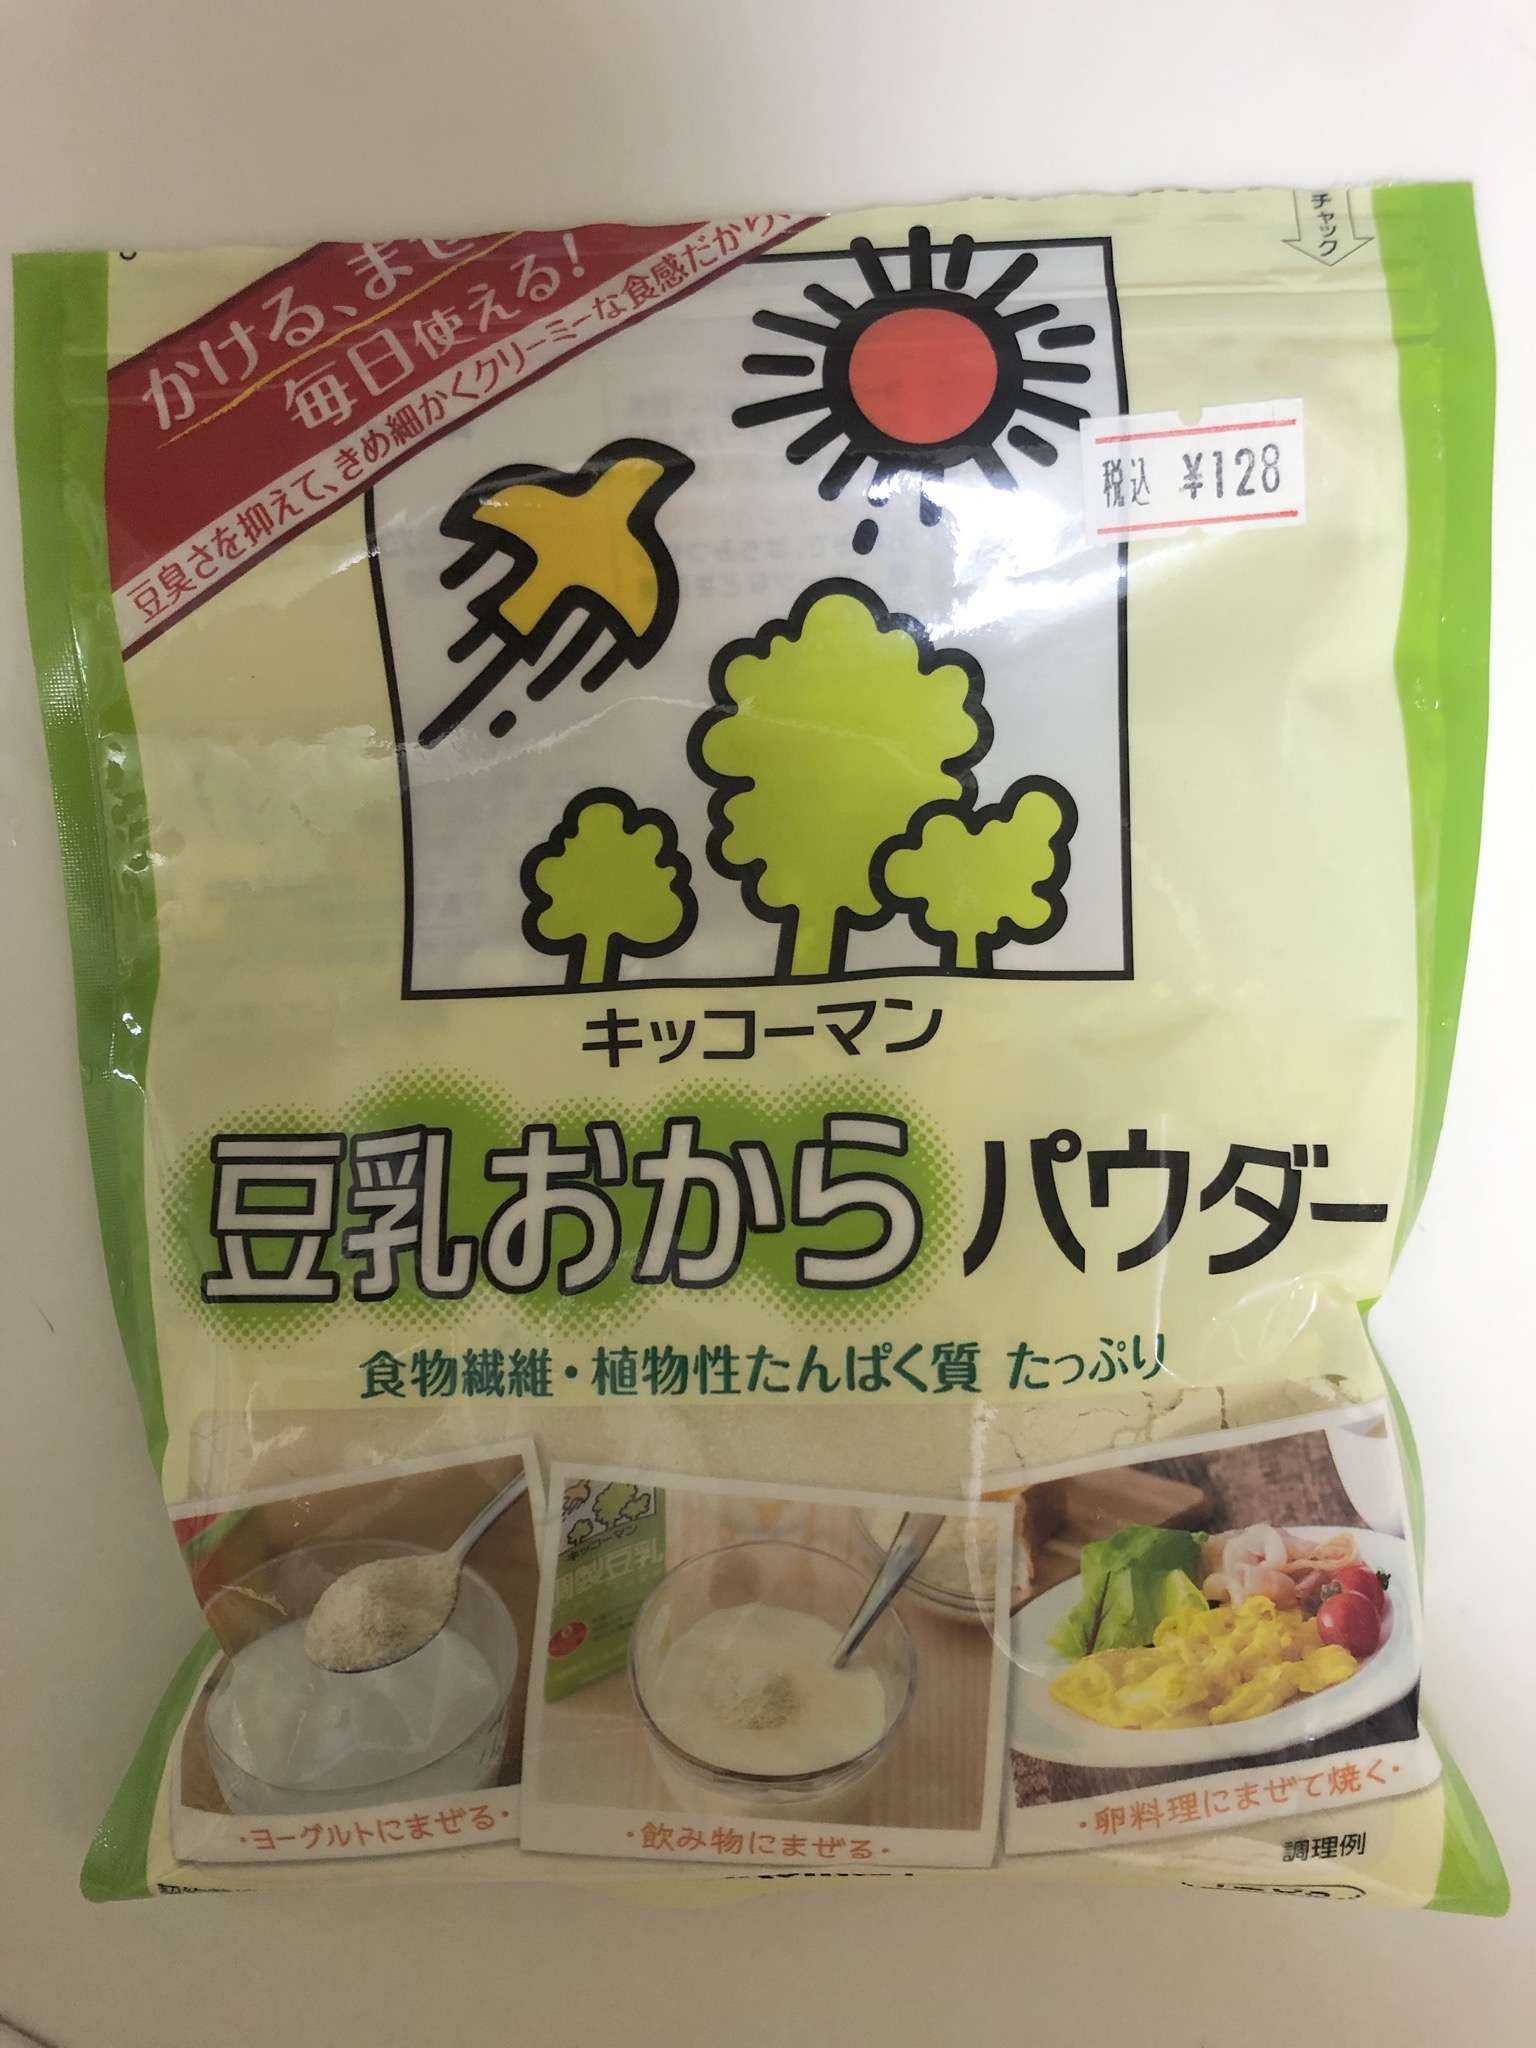 チャック
かける、まぜ
毎日使える!
豆臭さを抑えて、きめ細かくクリーミーな食感だから、
税込 ¥128
キッコーマン
豆乳おからパウダー
食物繊維・植物性たんぱく質 たっぷり
キッコーマン
調製豆乳
・ヨーグルトにまぜる・
・飲み物にまぜる・
・卵料理にまぜて焼く・
調理例